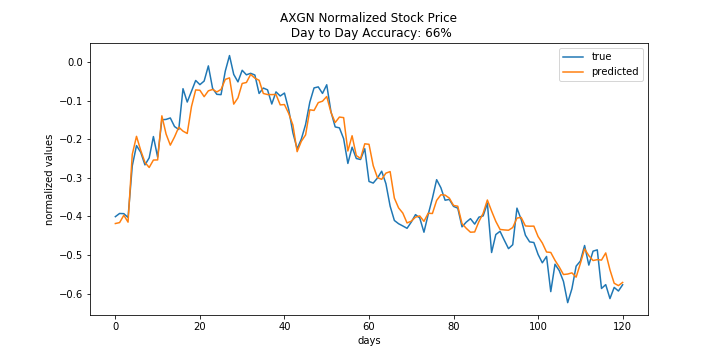 AXGN Normalized Stock Price
Day to Day Accuracy: 66%
true
predicted
normalized values
0.0
−0.1
−0.2
−0.3
−0.4
−0.5
−0.6
0 20 40 60 80 100 120
days